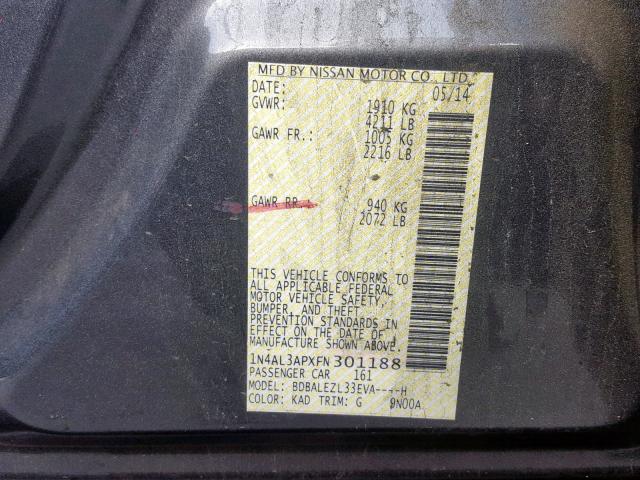 MFD BY NISSAN MOTOR CO., LTD.
DATE: 05/14
GVWR: 1910 KG
4211 LB
GAWR FR.: 1005 KG
2216 LB
GAWR RR.: 940 KG
2072 LB
THIS VEHICLE CONFORMS TO
ALL APPLICABLE FEDERAL
MOTOR VEHICLE SAFETY,
BUMPER, AND THEFT
PREVENTION STANDARDS IN
EFFECT ON THE DATE OF
MANUFACTURE SHOWN ABOVE.
1N4AL3APXFN301188
PASSENGER CAR 161
MODEL: BDBALEZL33EVA----H
COLOR: KAD TRIM: G 9N00A